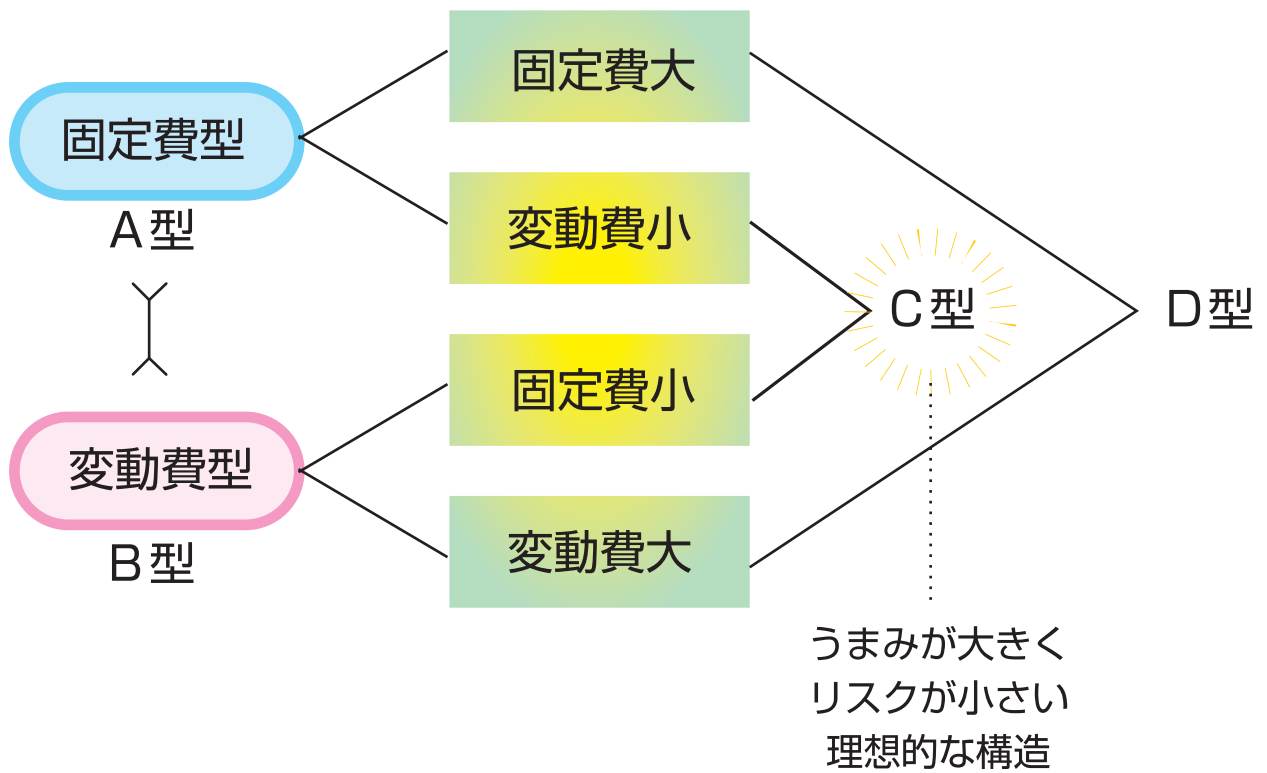 固定費型
A型
変動費型
B型
固定費大
変動費小
固定費小
変動費大
C型
D型
うまみが大きく
リスクが小さい
理想的な構造